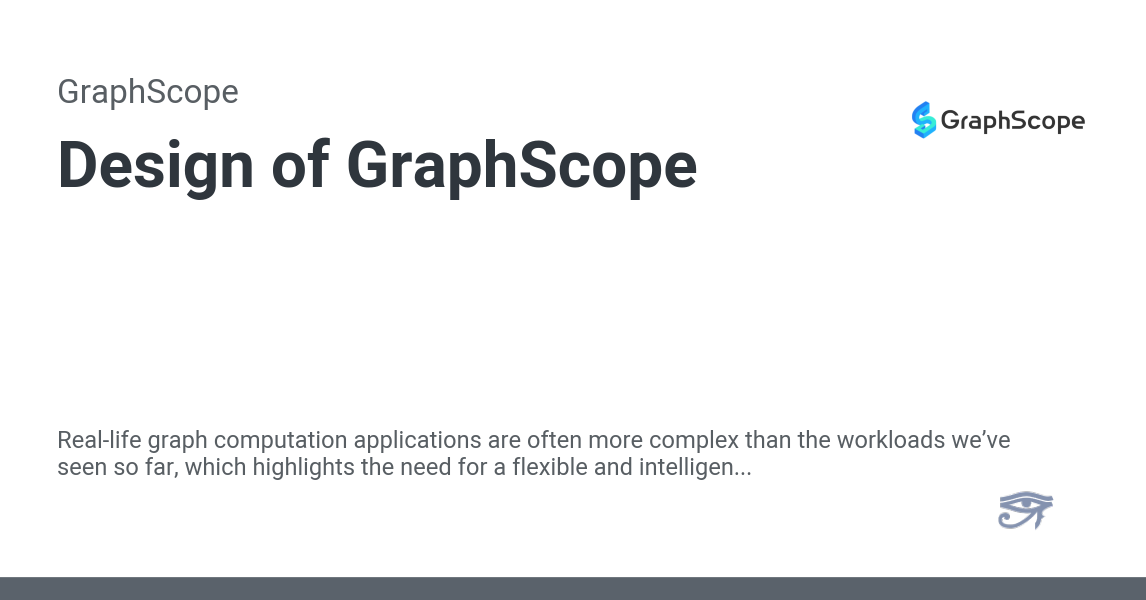 GraphScope
GraphScope
Design of GraphScope
Real-life graph computation applications are often more complex than the workloads we’ve
seen so far, which highlights the need for a flexible and intelligen...